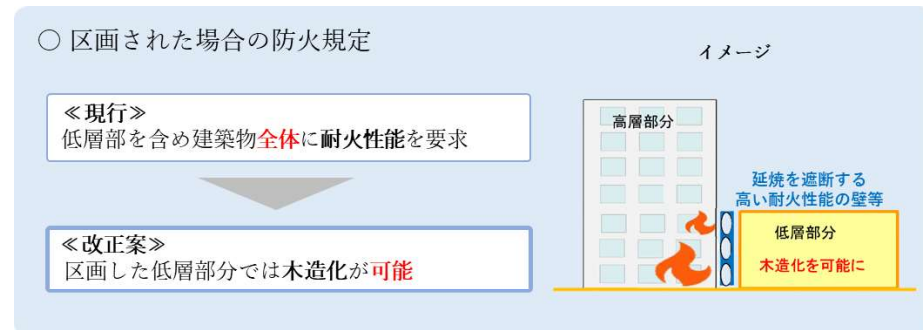 ○ 区画された場合の防火規定
イメージ
≪現行≫
低層部を含め建築物全体に耐火性能を要求
≪改正案≫
区画した低層部分では木造化が可能
高層部分
延焼を遮断する
高い耐火性能の壁等
低層部分
木造化を可能に